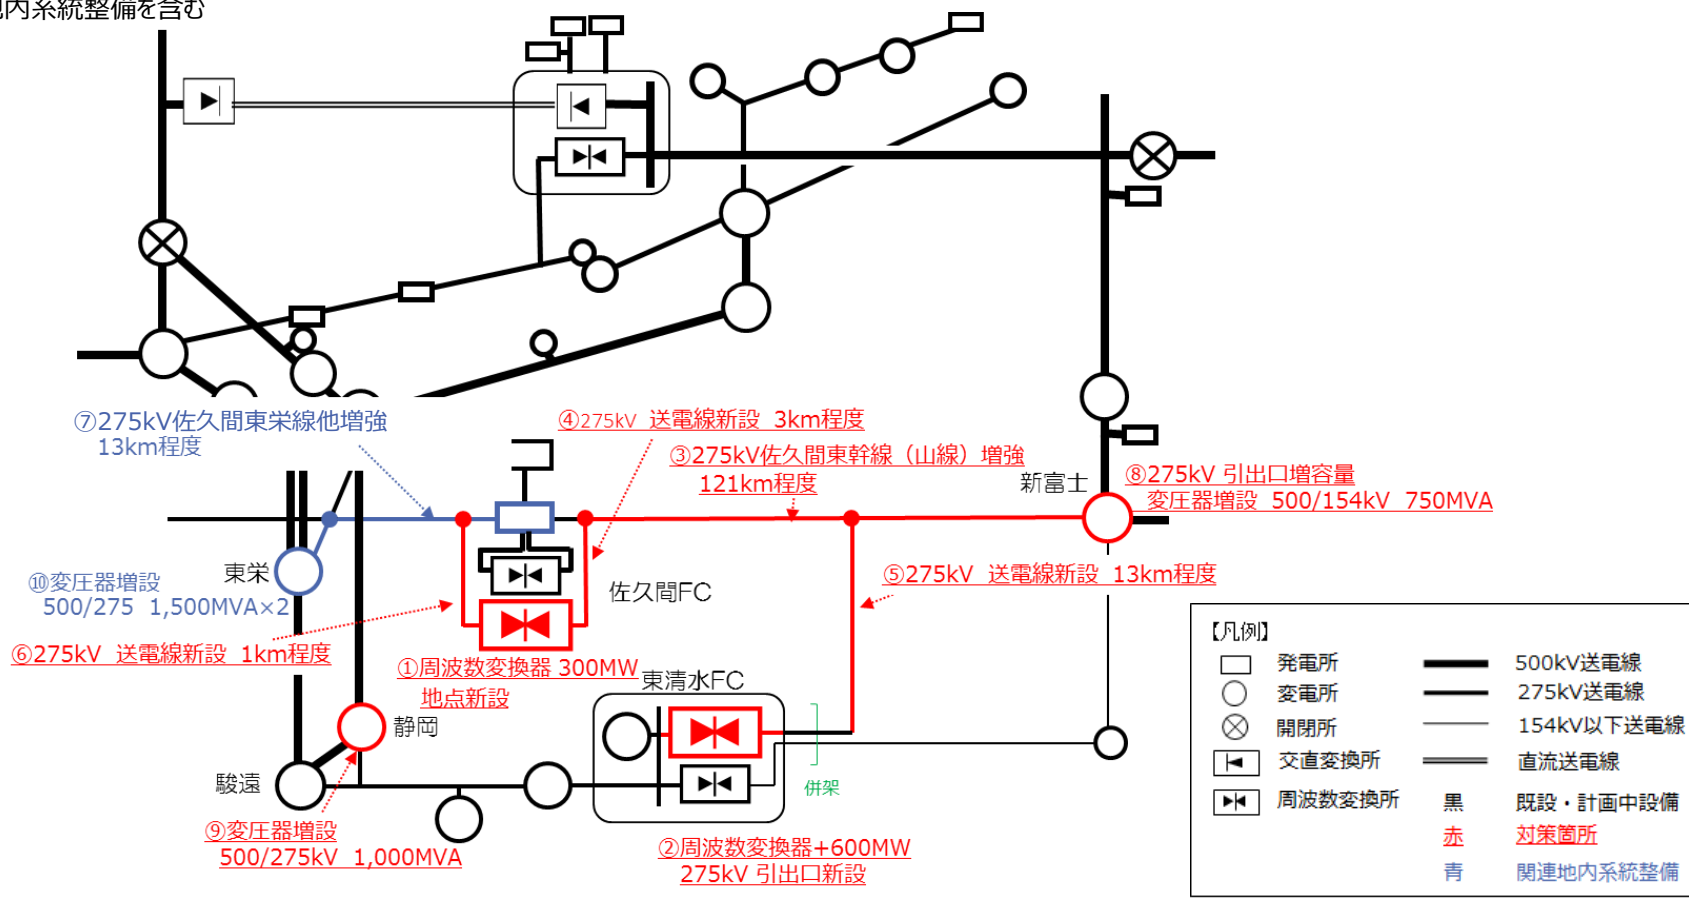 地内系統整備を含む
⑦275kV佐久間東栄線他増強
13km程度
④275kV 送電線新設 3km程度
③275kV佐久間東幹線（山線）増強
121km程度
新富士
⑧275kV 引出口増容量
変圧器増設 500/154kV 750MVA
東栄
⑩変圧器増設
500/275 1,500MVA×2
佐久間FC
⑤275kV 送電線新設 13km程度
⑥275kV 送電線新設 1km程度
①周波数変換器 300MW
地点新設
東清水FC
静岡
駿遠
併架
⑨変圧器増設
500/275kV 1,000MVA
②周波数変換器+600MW
275kV 引出口新設
【凡例】
発電所 500kV送電線
変電所 275kV送電線
開閉所 154kV以下送電線
交直変換所 直流送電線
周波数変換所 黒 既設・計画中設備
赤 対策箇所
青 関連地内系統整備